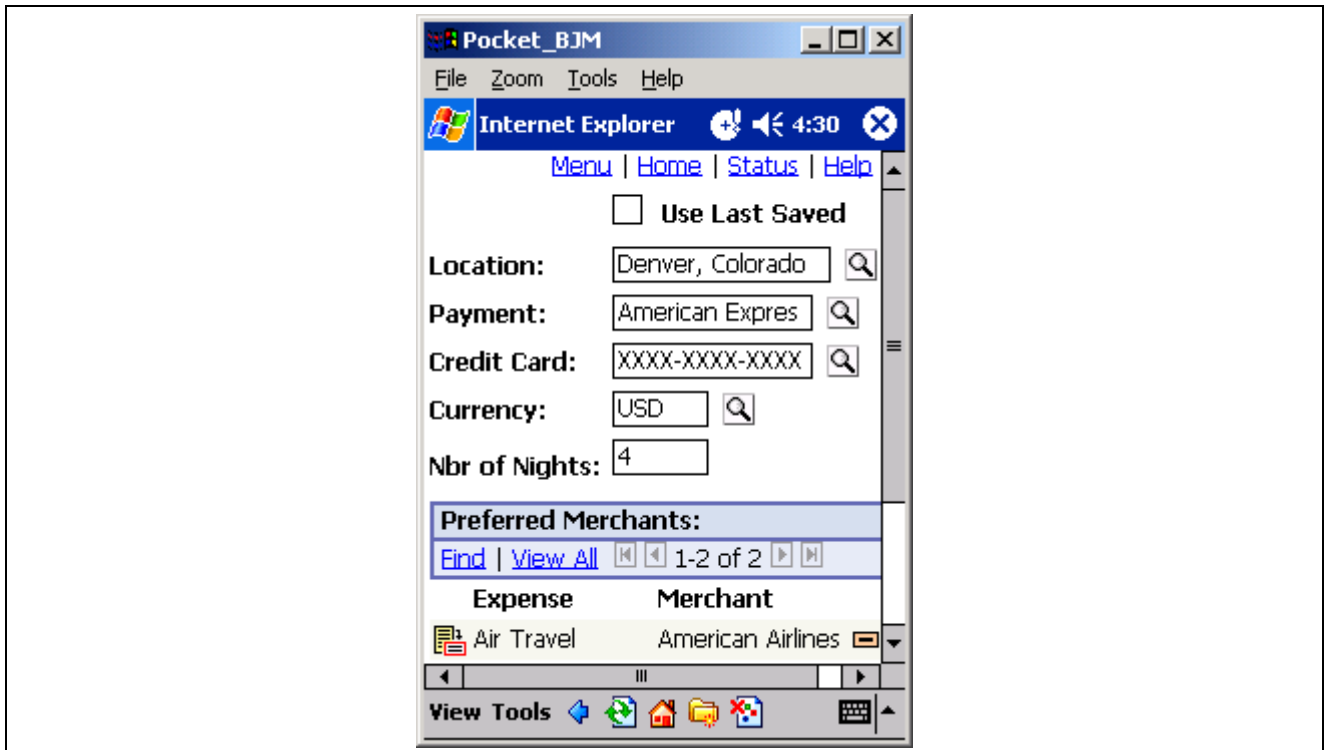 Pocket_BJM
File Zoom Tools Help
Internet Explorer 4:30
Menu | Home | Status | Help
Use Last Saved
Location: Denver, Colorado
Payment: American Expres
Credit Card: XXXX-XXXX-XXXX
Currency: USD
Nbr of Nights: 4
Preferred Merchants:
Find | View All 1-2 of 2
Expense Merchant
Air Travel American Airlines
View Tools